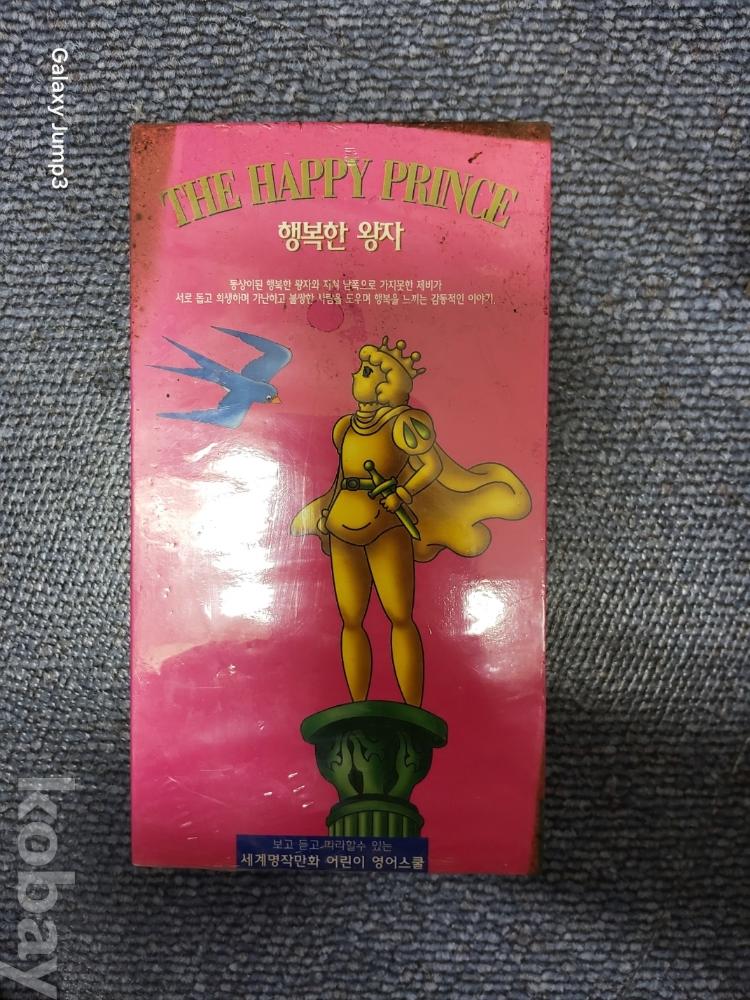 THE HAPPY PRINCE
행복한 왕자
동상이된 행복한 왕자와 지쳐 남쪽으로 가지못한 제비가
서로 돕고 희생하며 가난하고 불쌍한 사람을 도우며 행복을 느끼는 감동적인 이야기.
보고 듣고 따라할수 있는
세계명작만화 어린이 영어스쿨
Galaxy Jump3
kobay